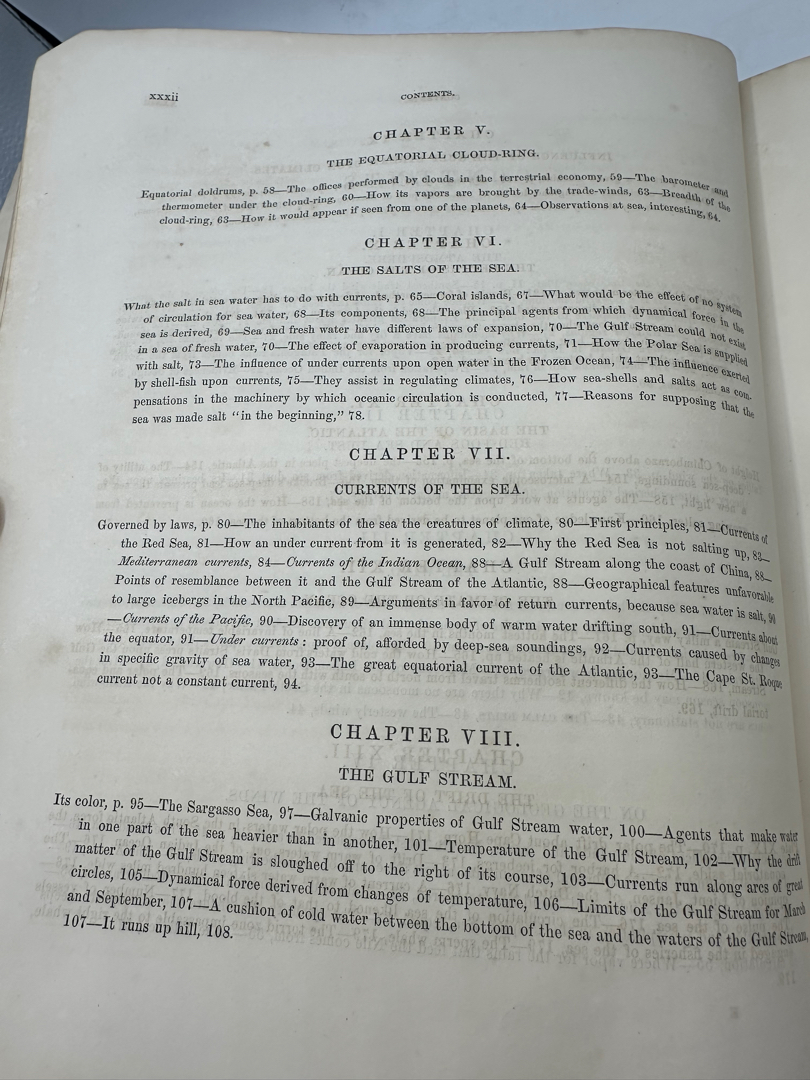 xxxii
CONTENTS.
CHAPTER V.
THE EQUATORIAL CLOUD-RING.
Equatorial doldrums, p. 58—The offices performed by clouds in the terrestrial economy, 59—The barometer and
thermometer under the cloud-ring, 60—How its vapors are brought by the trade-winds, 63—Breadth of the
cloud-ring, 63—How it would appear if seen from one of the planets, 64—Observations at sea, interesting, 64.
CHAPTER VI.
THE SALTS OF THE SEA.
What the salt in sea water has to do with currents, p. 65—Coral islands, 67—What would be the effect of no system
of circulation for sea water, 68—Its components, 68—The principal agents from which dynamical force in the
sea is derived, 69—Sea and fresh water have different laws of expansion, 70—The Gulf Stream could not exist
in a sea of fresh water, 70—The effect of evaporation in producing currents, 71—How the Polar Sea is supplied
with salt, 73—The influence of under currents upon open water in the Frozen Ocean, 74—The influence exerted
by shell-fish upon currents, 75—They assist in regulating climates, 76—How sea-shells and salts act as com-
pensations in the machinery by which oceanic circulation is conducted, 77—Reasons for supposing that the
sea was made salt "in the beginning," 78.
CHAPTER VII.
CURRENTS OF THE SEA.
Governed by laws, p. 80—The inhabitants of the sea the creatures of climate, 80—First principles, 81—Currents of
the Red Sea, 81—How an under current from it is generated, 82—Why the Red Sea is not salting up, 83—
Mediterranean currents, 84—Currents of the Indian Ocean, 88—A Gulf Stream along the coast of China, 88—
Points of resemblance between it and the Gulf Stream of the Atlantic, 88—Geographical features unfavorable
to large icebergs in the North Pacific, 89—Arguments in favor of return currents, because sea water is salt, 90
—Currents of the Pacific, 90—Discovery of an immense body of warm water drifting south, 91—Currents about
the equator, 91—Under currents: proof of, afforded by deep-sea soundings, 92—Currents caused by changes
in specific gravity of sea water, 93—The great equatorial current of the Atlantic, 93—The Cape St. Roque
current not a constant current, 94.
CHAPTER VIII.
THE GULF STREAM.
Its color, p. 95—The Sargasso Sea, 97—Galvanic properties of Gulf Stream water, 100—Agents that make water
in one part of the sea heavier than in another, 101—Temperature of the Gulf Stream, 102—Why the drift
matter of the Gulf Stream is sloughed off to the right of its course, 103—Currents run along arcs of great
circles, 105—Dynamical force derived from changes of temperature, 106—Limits of the Gulf Stream for March
and September, 107—A cushion of cold water between the bottom of the sea and the waters of the Gulf Stream,
107—It runs up hill, 108.